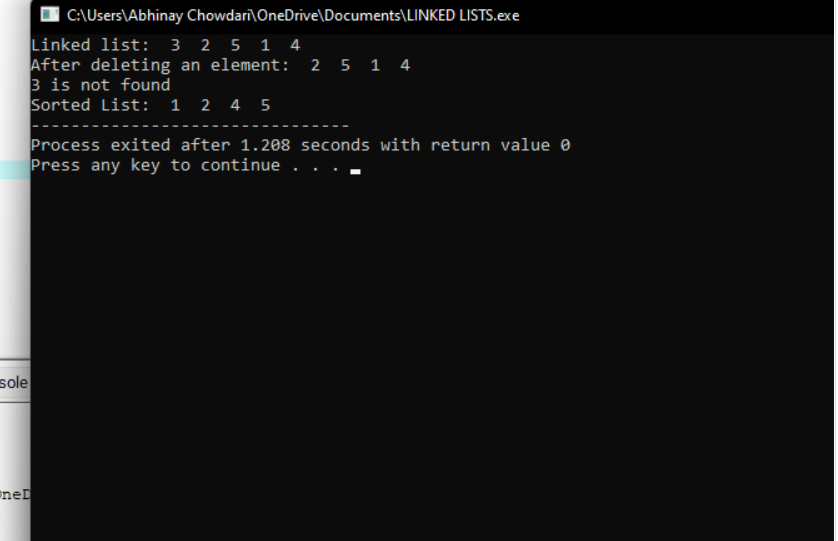 C:\Users\Abhinay Chowdari\OneDrive\Documents\LINKED LISTS.exe
Linked list:  3  2  5  1  4
After deleting an element:  2  5  1  4
3 is not found
Sorted List:  1  2  4  5
--------------------------------
Process exited after 1.208 seconds with return value 0
Press any key to continue . . .
sole
OneD